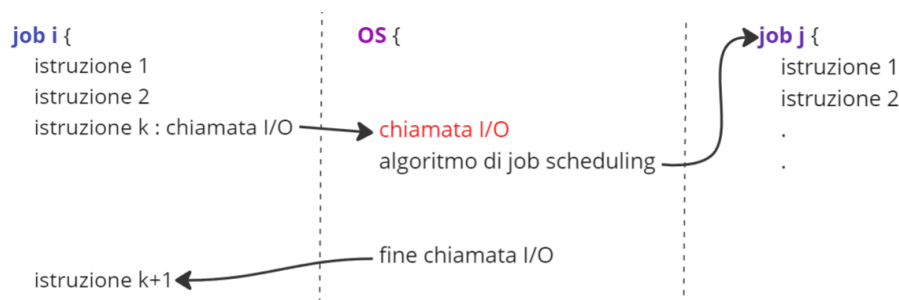 job i {
istruzione 1
istruzione 2
istruzione k : chiamata I/O
istruzione k+1
OS {
chiamata I/O
algoritmo di job scheduling
fine chiamata I/O
job j {
istruzione 1
istruzione 2
.
.